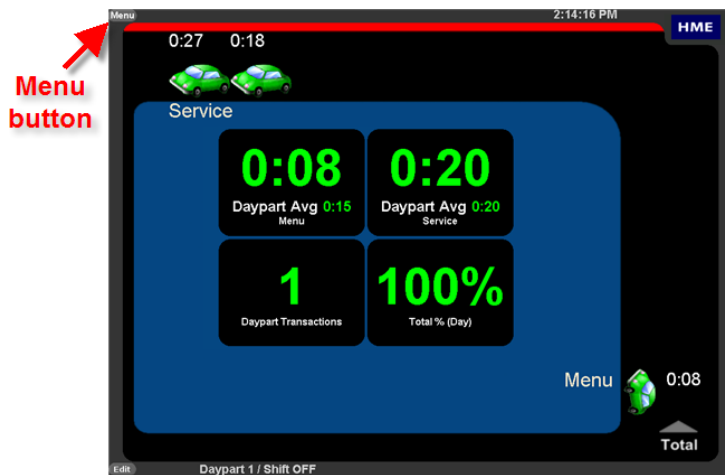 Menu
2:14:16 PM
HME
Menu
button
0:27 0:18
Service
0:08
Daypart Avg 0:15
Menu
0:20
Daypart Avg 0:20
Service
1
Daypart Transactions
100%
Total % (Day)
Menu 0:08
Total
Edit
Daypart 1 / Shift OFF